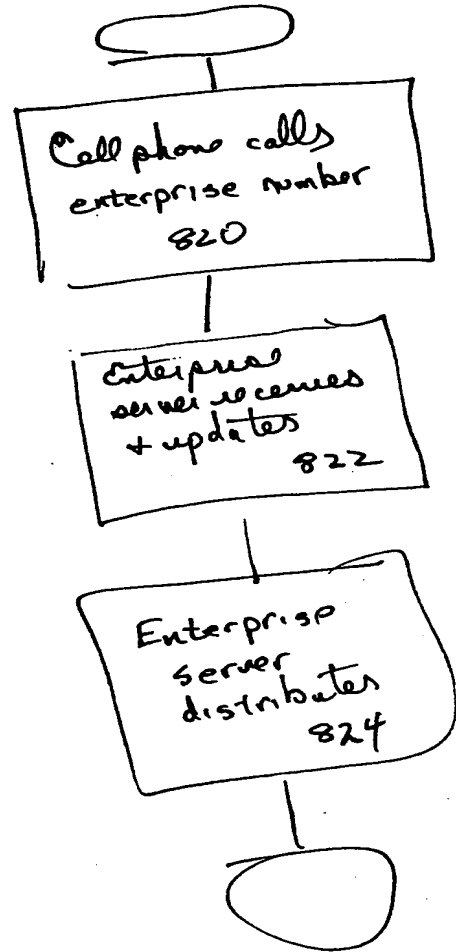 Cell phone calls
enterprise number
820
Enterprise
server receives
+ updates
822
Enterprise
server
distributes
824